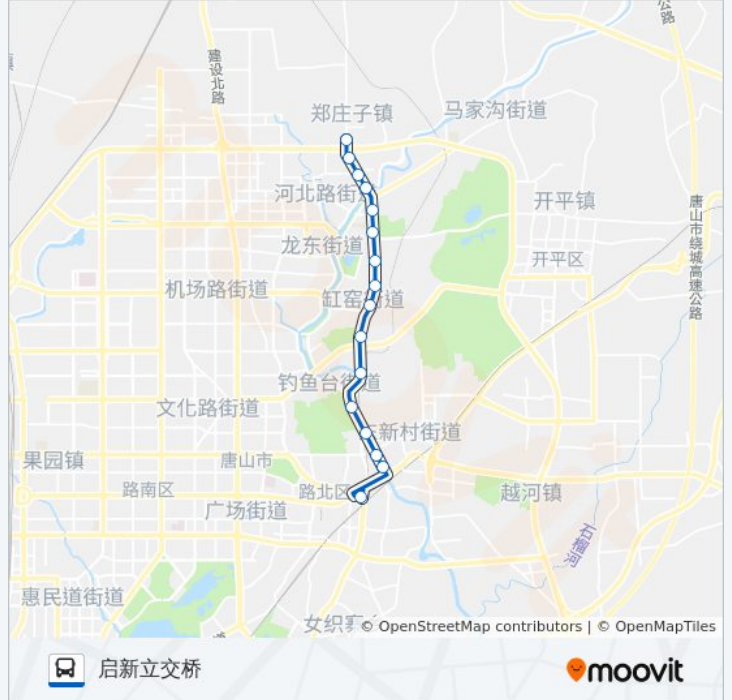 公路
建设北路
郑庄子镇
马家沟街道
河北路街道
开平镇
唐山市绕城高速公路
龙东街道
开平区
机场路街道
缸窑街道
钓鱼台街道
文化路街道
新村街道
果园镇
唐山市
路南区
路北区
越河镇
广场街道
石榴河
惠民道街道
女织寨
© OpenStreetMap contributors | © OpenMapTiles
启新立交桥
moovit